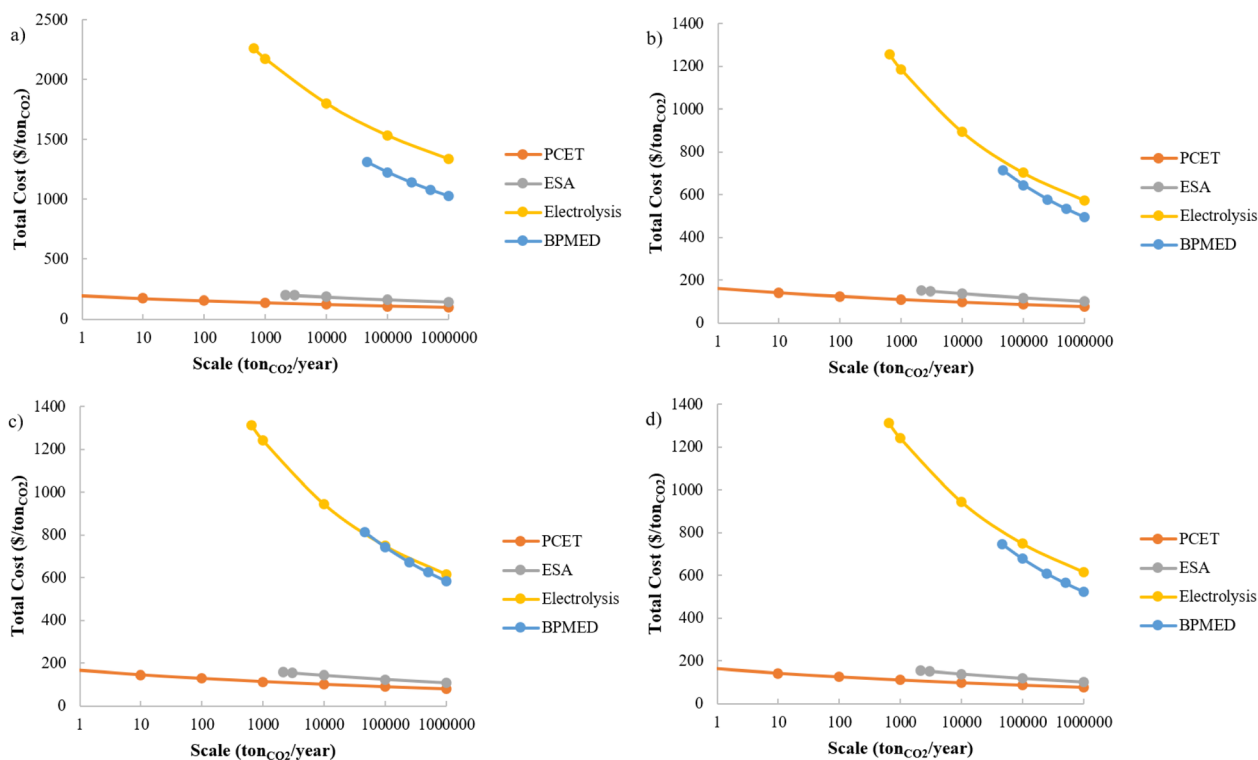 a)
Total Cost ($/tonCO2)
2500
2000
1500
1000
500
0
1 10 100 1000 10000 100000 1000000
Scale (tonCO2/year)
PCET
ESA
Electrolysis
BPMED
b)
Total Cost ($/tonCO2)
1400
1200
1000
800
600
400
200
0
1 10 100 1000 10000 100000 1000000
Scale (tonCO2/year)
PCET
ESA
Electrolysis
BPMED
c)
Total Cost ($/tonCO2)
1400
1200
1000
800
600
400
200
0
1 10 100 1000 10000 100000 1000000
Scale (tonCO2/year)
PCET
ESA
Electrolysis
BPMED
d)
Total Cost ($/tonCO2)
1400
1200
1000
800
600
400
200
0
1 10 100 1000 10000 100000 1000000
Scale (tonCO2/year)
PCET
ESA
Electrolysis
BPMED